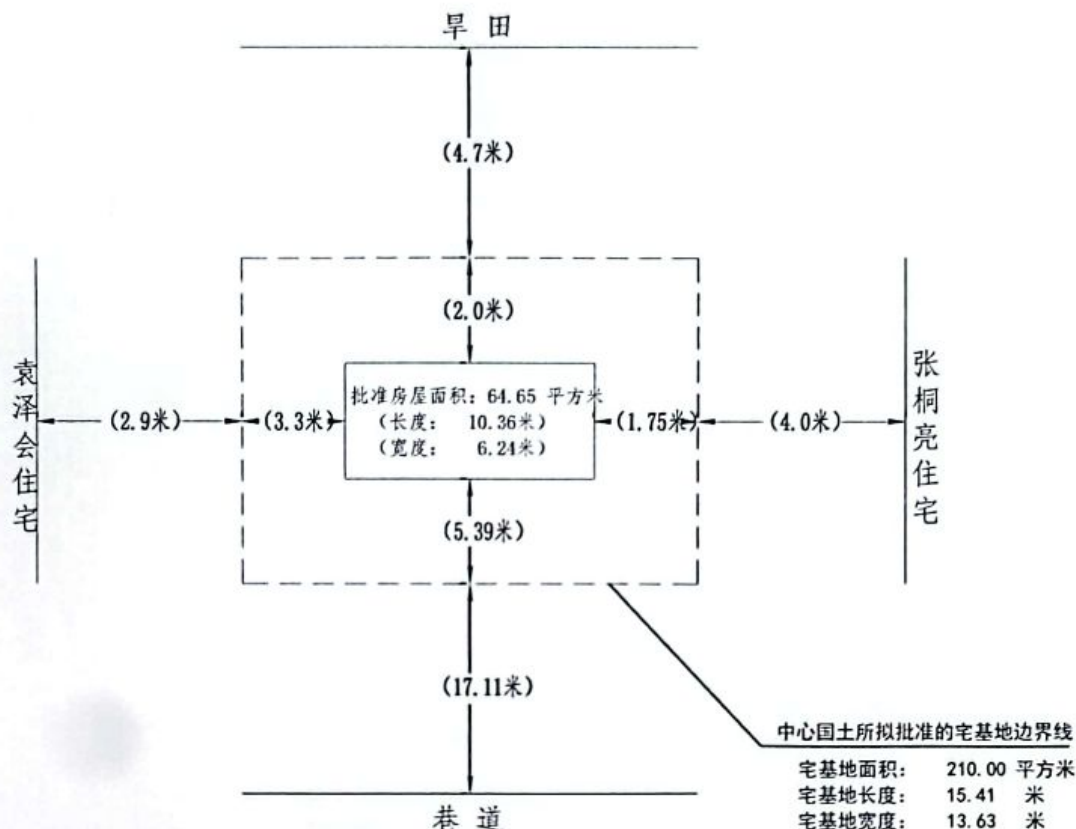 旱田
(4.7米)
(2.0米)
袁泽会住宅
(2.9米)
(3.3米)
批准房屋面积: 64.65 平方米
(长度: 10.36米)
(宽度: 6.24米)
(1.75米)
(4.0米)
张桐亮住宅
(5.39米)
(17.11米)
中心国土所拟批准的宅基地边界线
宅基地面积: 210.00 平方米
宅基地长度: 15.41 米
宅基地宽度: 13.63 米
巷道